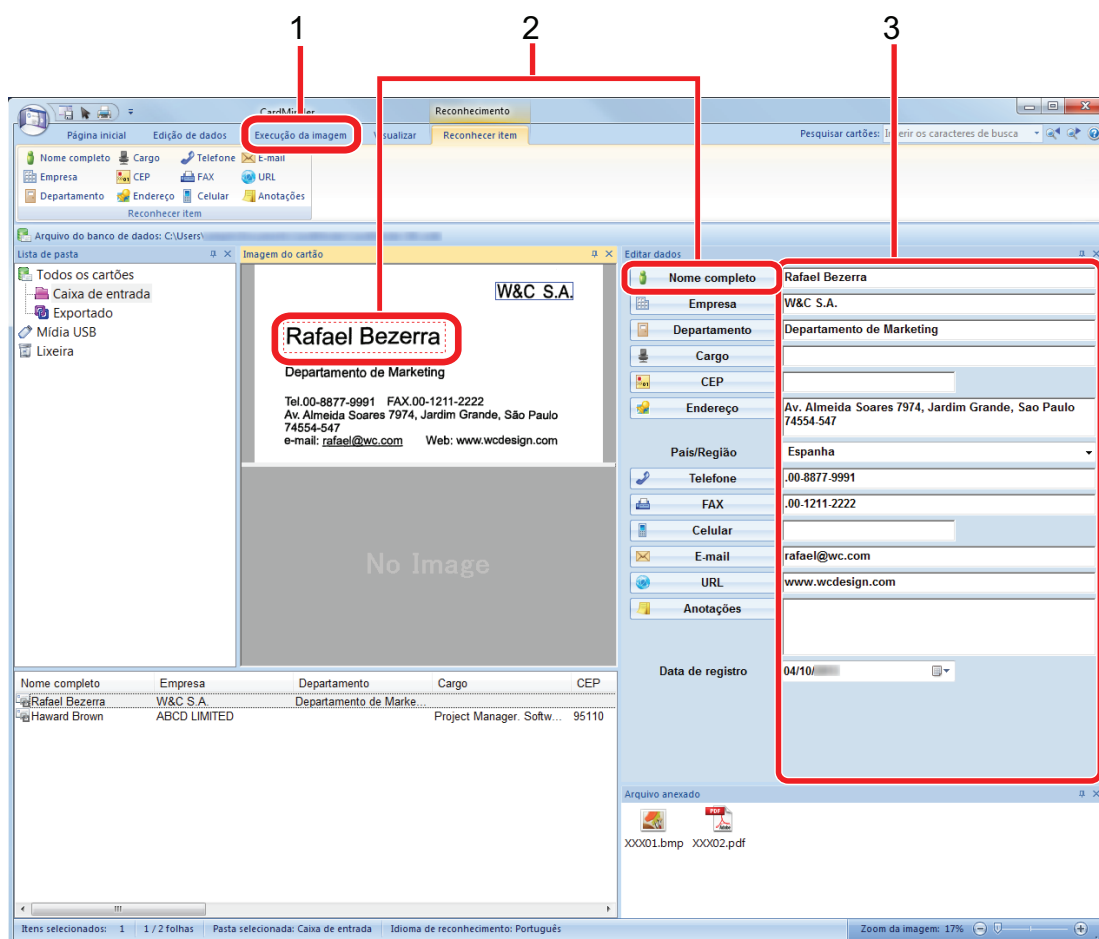 1 2 3
CardMinder Reconhecimento
Página inicial Edição de dados Execução da imagem Visualizar Reconhecer item Pesquisar cartões: Inserir os caracteres de busca
Nome completo Cargo Telefone E-mail
Empresa CEP FAX URL
Departamento Endereço Celular Anotações
Reconhecer item
Arquivo do banco de dados: C:\Users\
Lista de pasta
Todos os cartões
Caixa de entrada
Exportado
Mídia USB
Lixeira
Imagem do cartão
W&C S.A.
Rafael Bezerra
Departamento de Marketing
Tel.00-8877-9991 FAX.00-1211-2222
Av. Almeida Soares 7974, Jardim Grande, São Paulo
74554-547
e-mail: rafael@wc.com Web: www.wcdesign.com
No Image
Editar dados
Nome completo Rafael Bezerra
Empresa W&C S.A.
Departamento Departamento de Marketing
Cargo
CEP
Endereço Av. Almeida Soares 7974, Jardim Grande, Sao Paulo
74554-547
País/Região Espanha
Telefone .00-8877-9991
FAX .00-1211-2222
Celular
E-mail rafael@wc.com
URL www.wcdesign.com
Anotações
Data de registro 04/10/
Nome completo Empresa Departamento Cargo CEP
Rafael Bezerra W&C S.A. Departamento de Marke...
Haward Brown ABCD LIMITED Project Manager. Softw... 95110
Arquivo anexado
XXX01.bmp XXX02.pdf
Itens selecionados: 1 1 / 2 folhas Pasta selecionada: Caixa de entrada Idioma de reconhecimento: Português Zoom da imagem: 17%